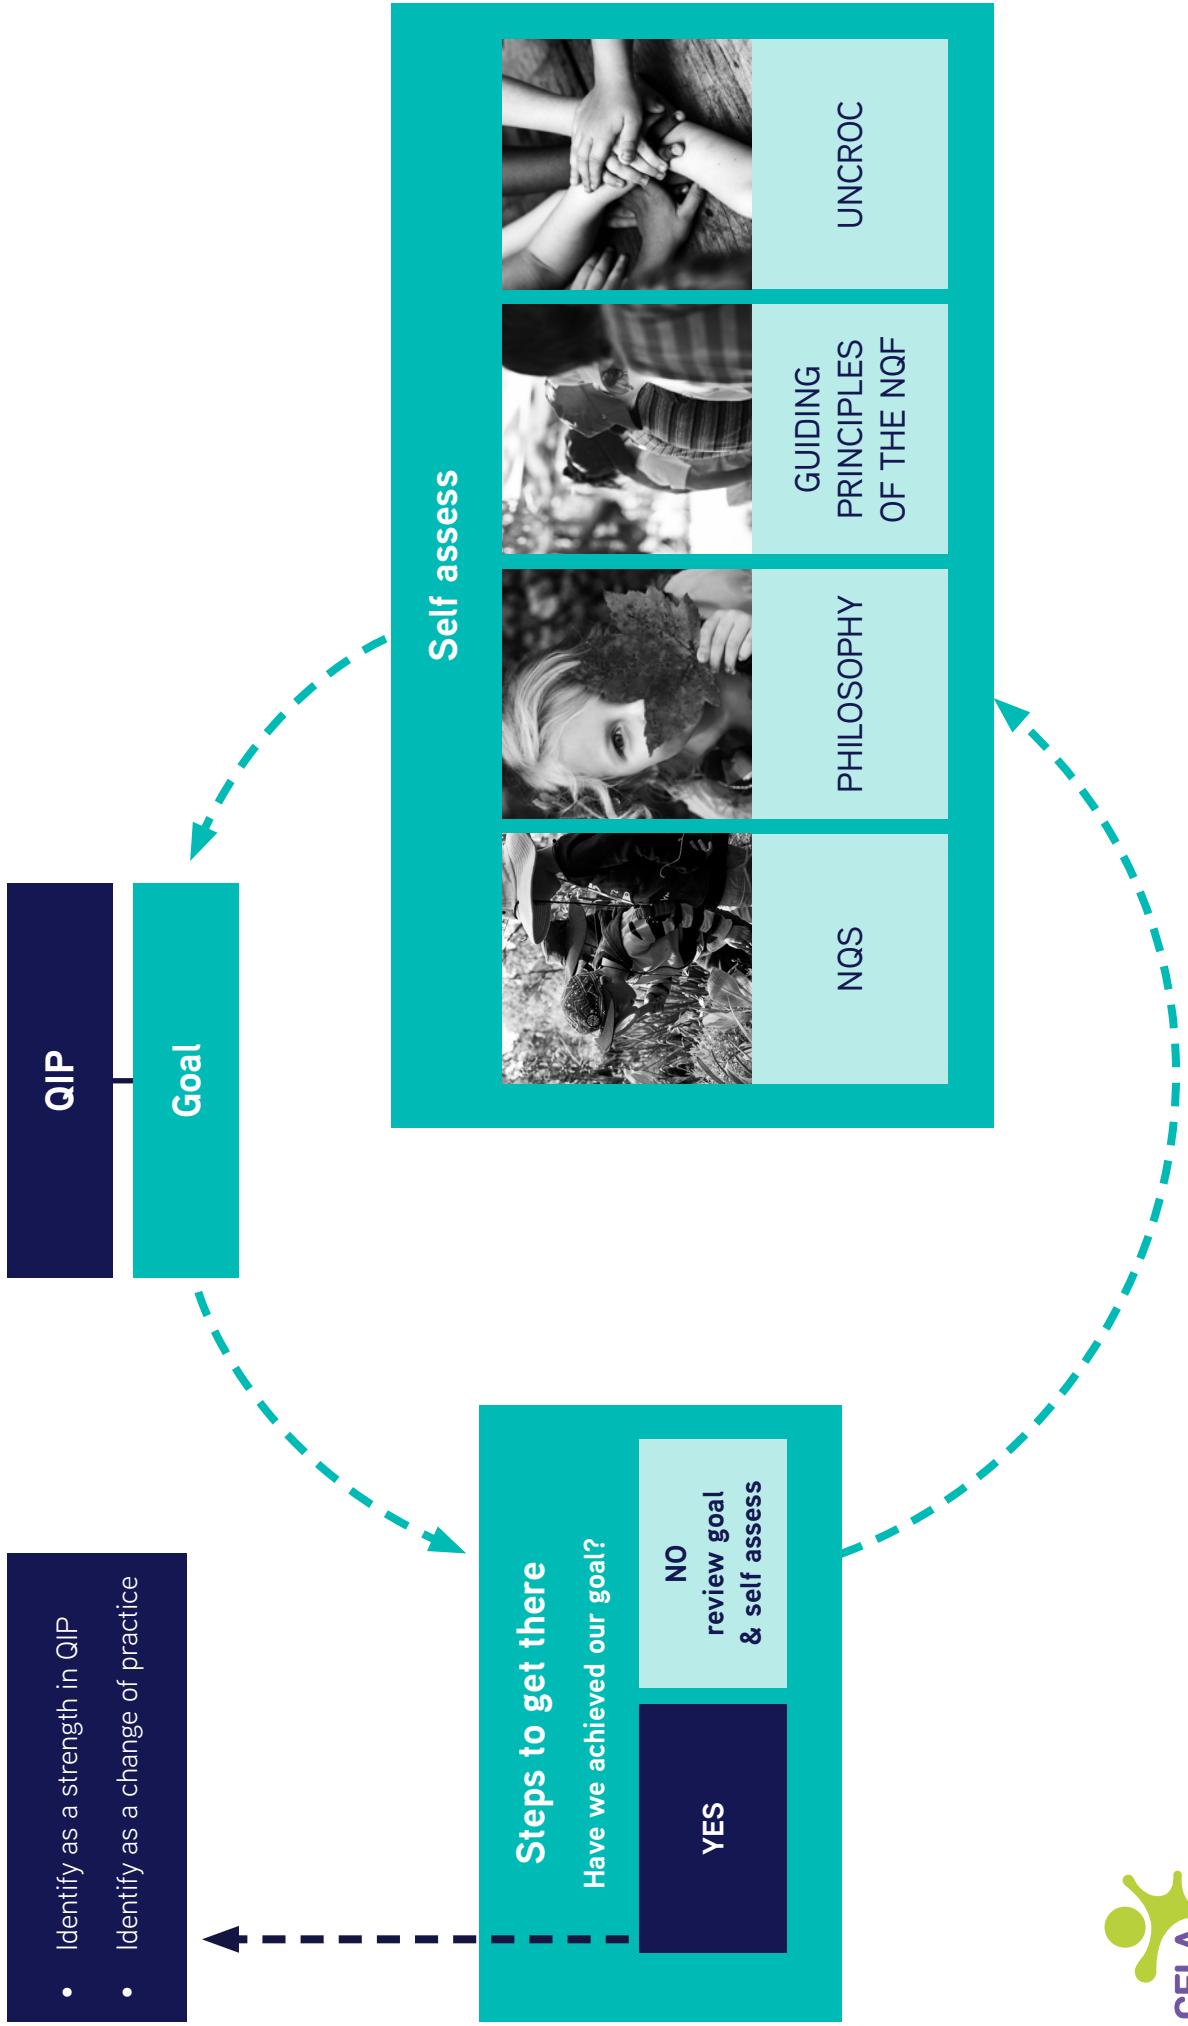 QIP
Goal
Self assess
NQS
PHILOSOPHY
GUIDING
PRINCIPLES
OF THE NQF
UNCROC
Steps to get there
Have we achieved our goal?
YES
NO
review goal
& self assess
• Identify as a strength in QIP
• Identify as a change of practice
CELA